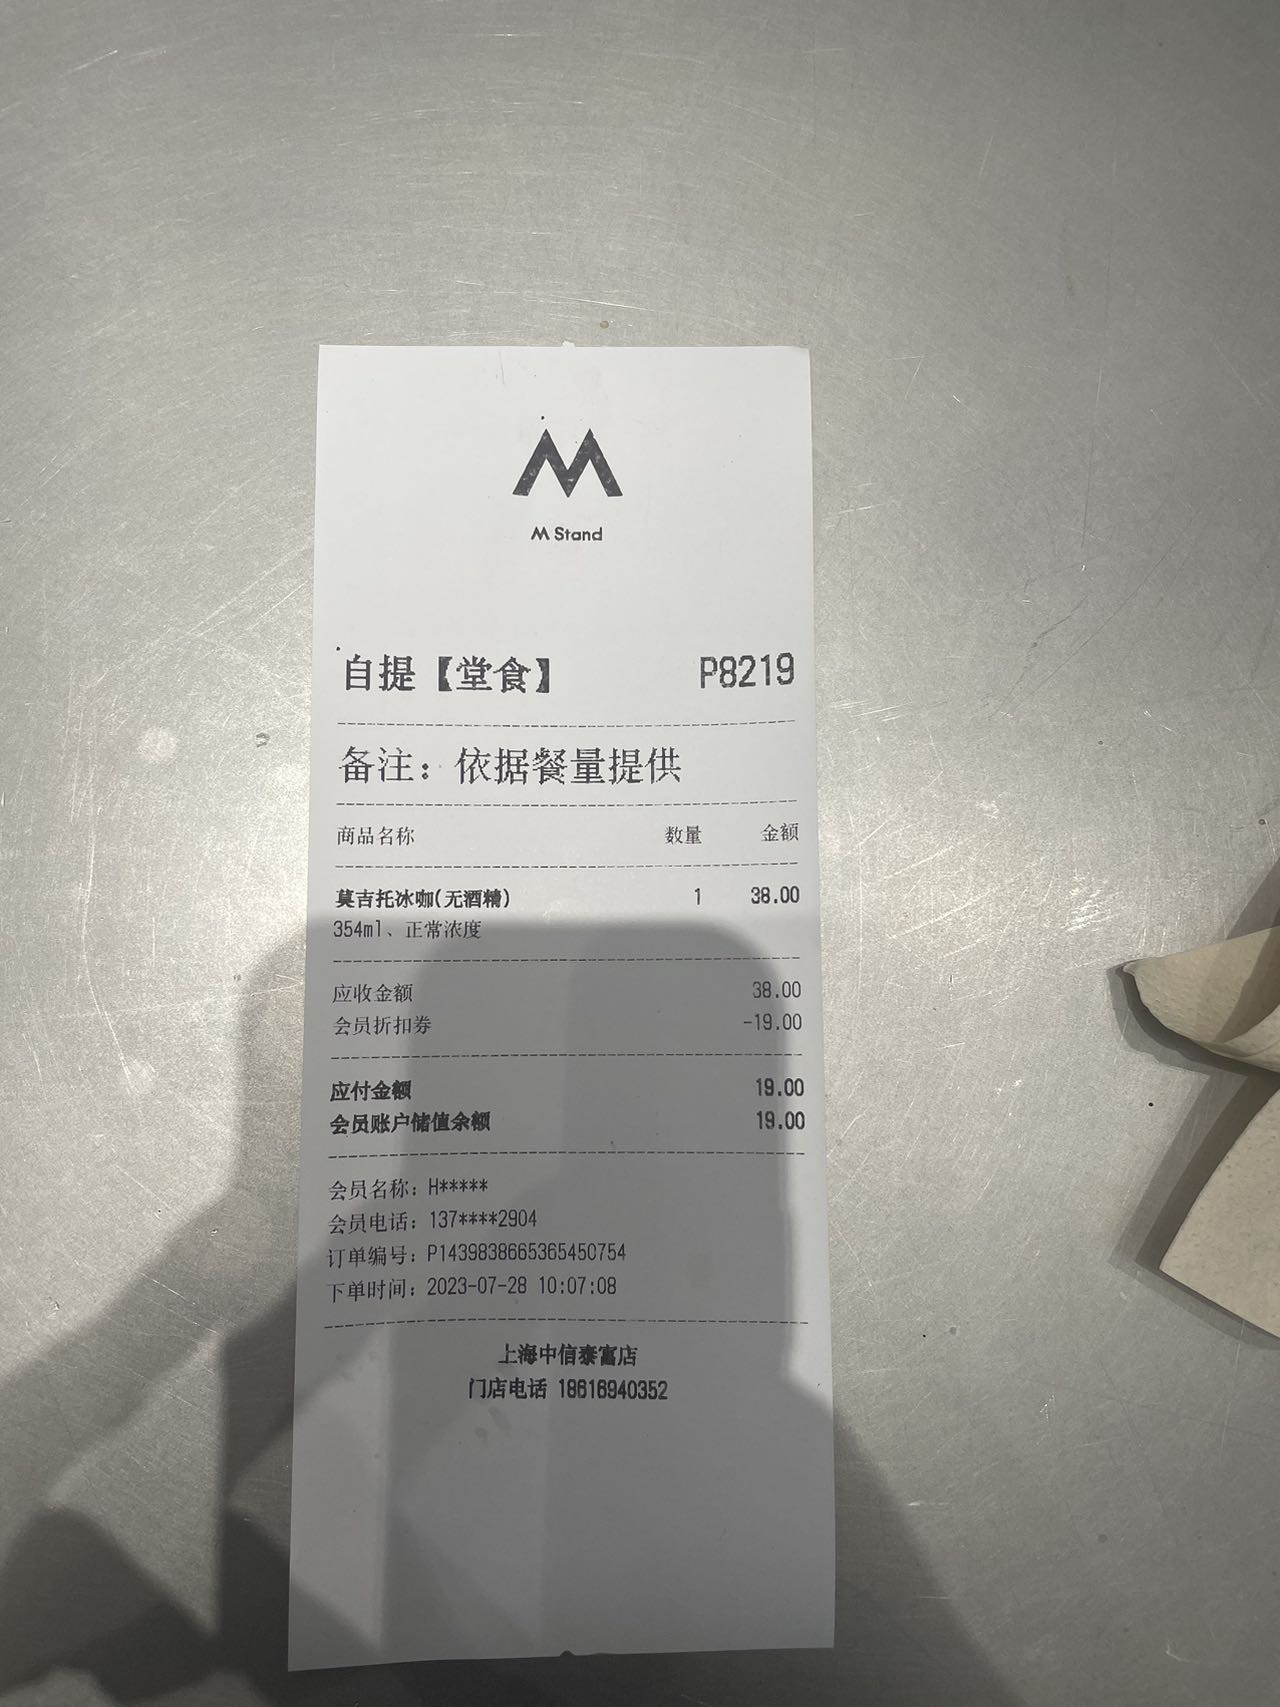 M
M Stand
自提【堂食】 P8219
备注：依据餐量提供
商品名称 数量 金额
莫吉托冰咖(无酒精) 1 38.00
354ml、正常浓度
应收金额 38.00
会员折扣券 -19.00
应付金额 19.00
会员账户储值余额 19.00
会员名称：H*****
会员电话：137****2904
订单编号：P1439838665365450754
下单时间：2023-07-28 10:07:08
上海中信泰富店
门店电话 18616940352